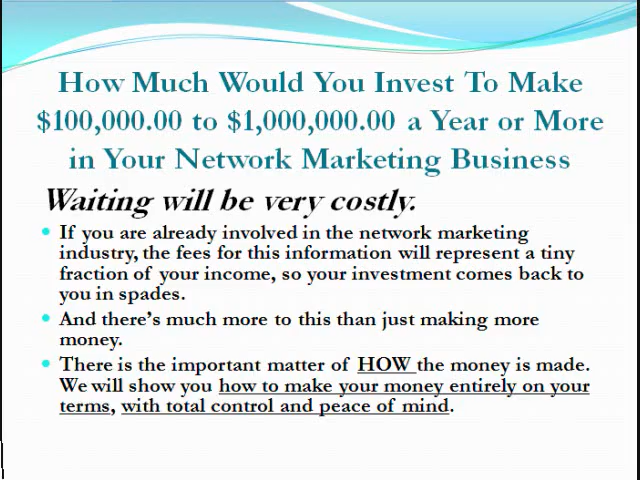 How Much Would You Invest To Make
$100,000.00 to $1,000,000.00 a Year or More
in Your Network Marketing Business
Waiting will be very costly.
• If you are already involved in the network marketing
industry, the fees for this information will represent a tiny
fraction of your income, so your investment comes back to
you in spades.
• And there's much more to this than just making more
money.
• There is the important matter of HOW the money is made.
We will show you how to make your money entirely on your
terms, with total control and peace of mind.